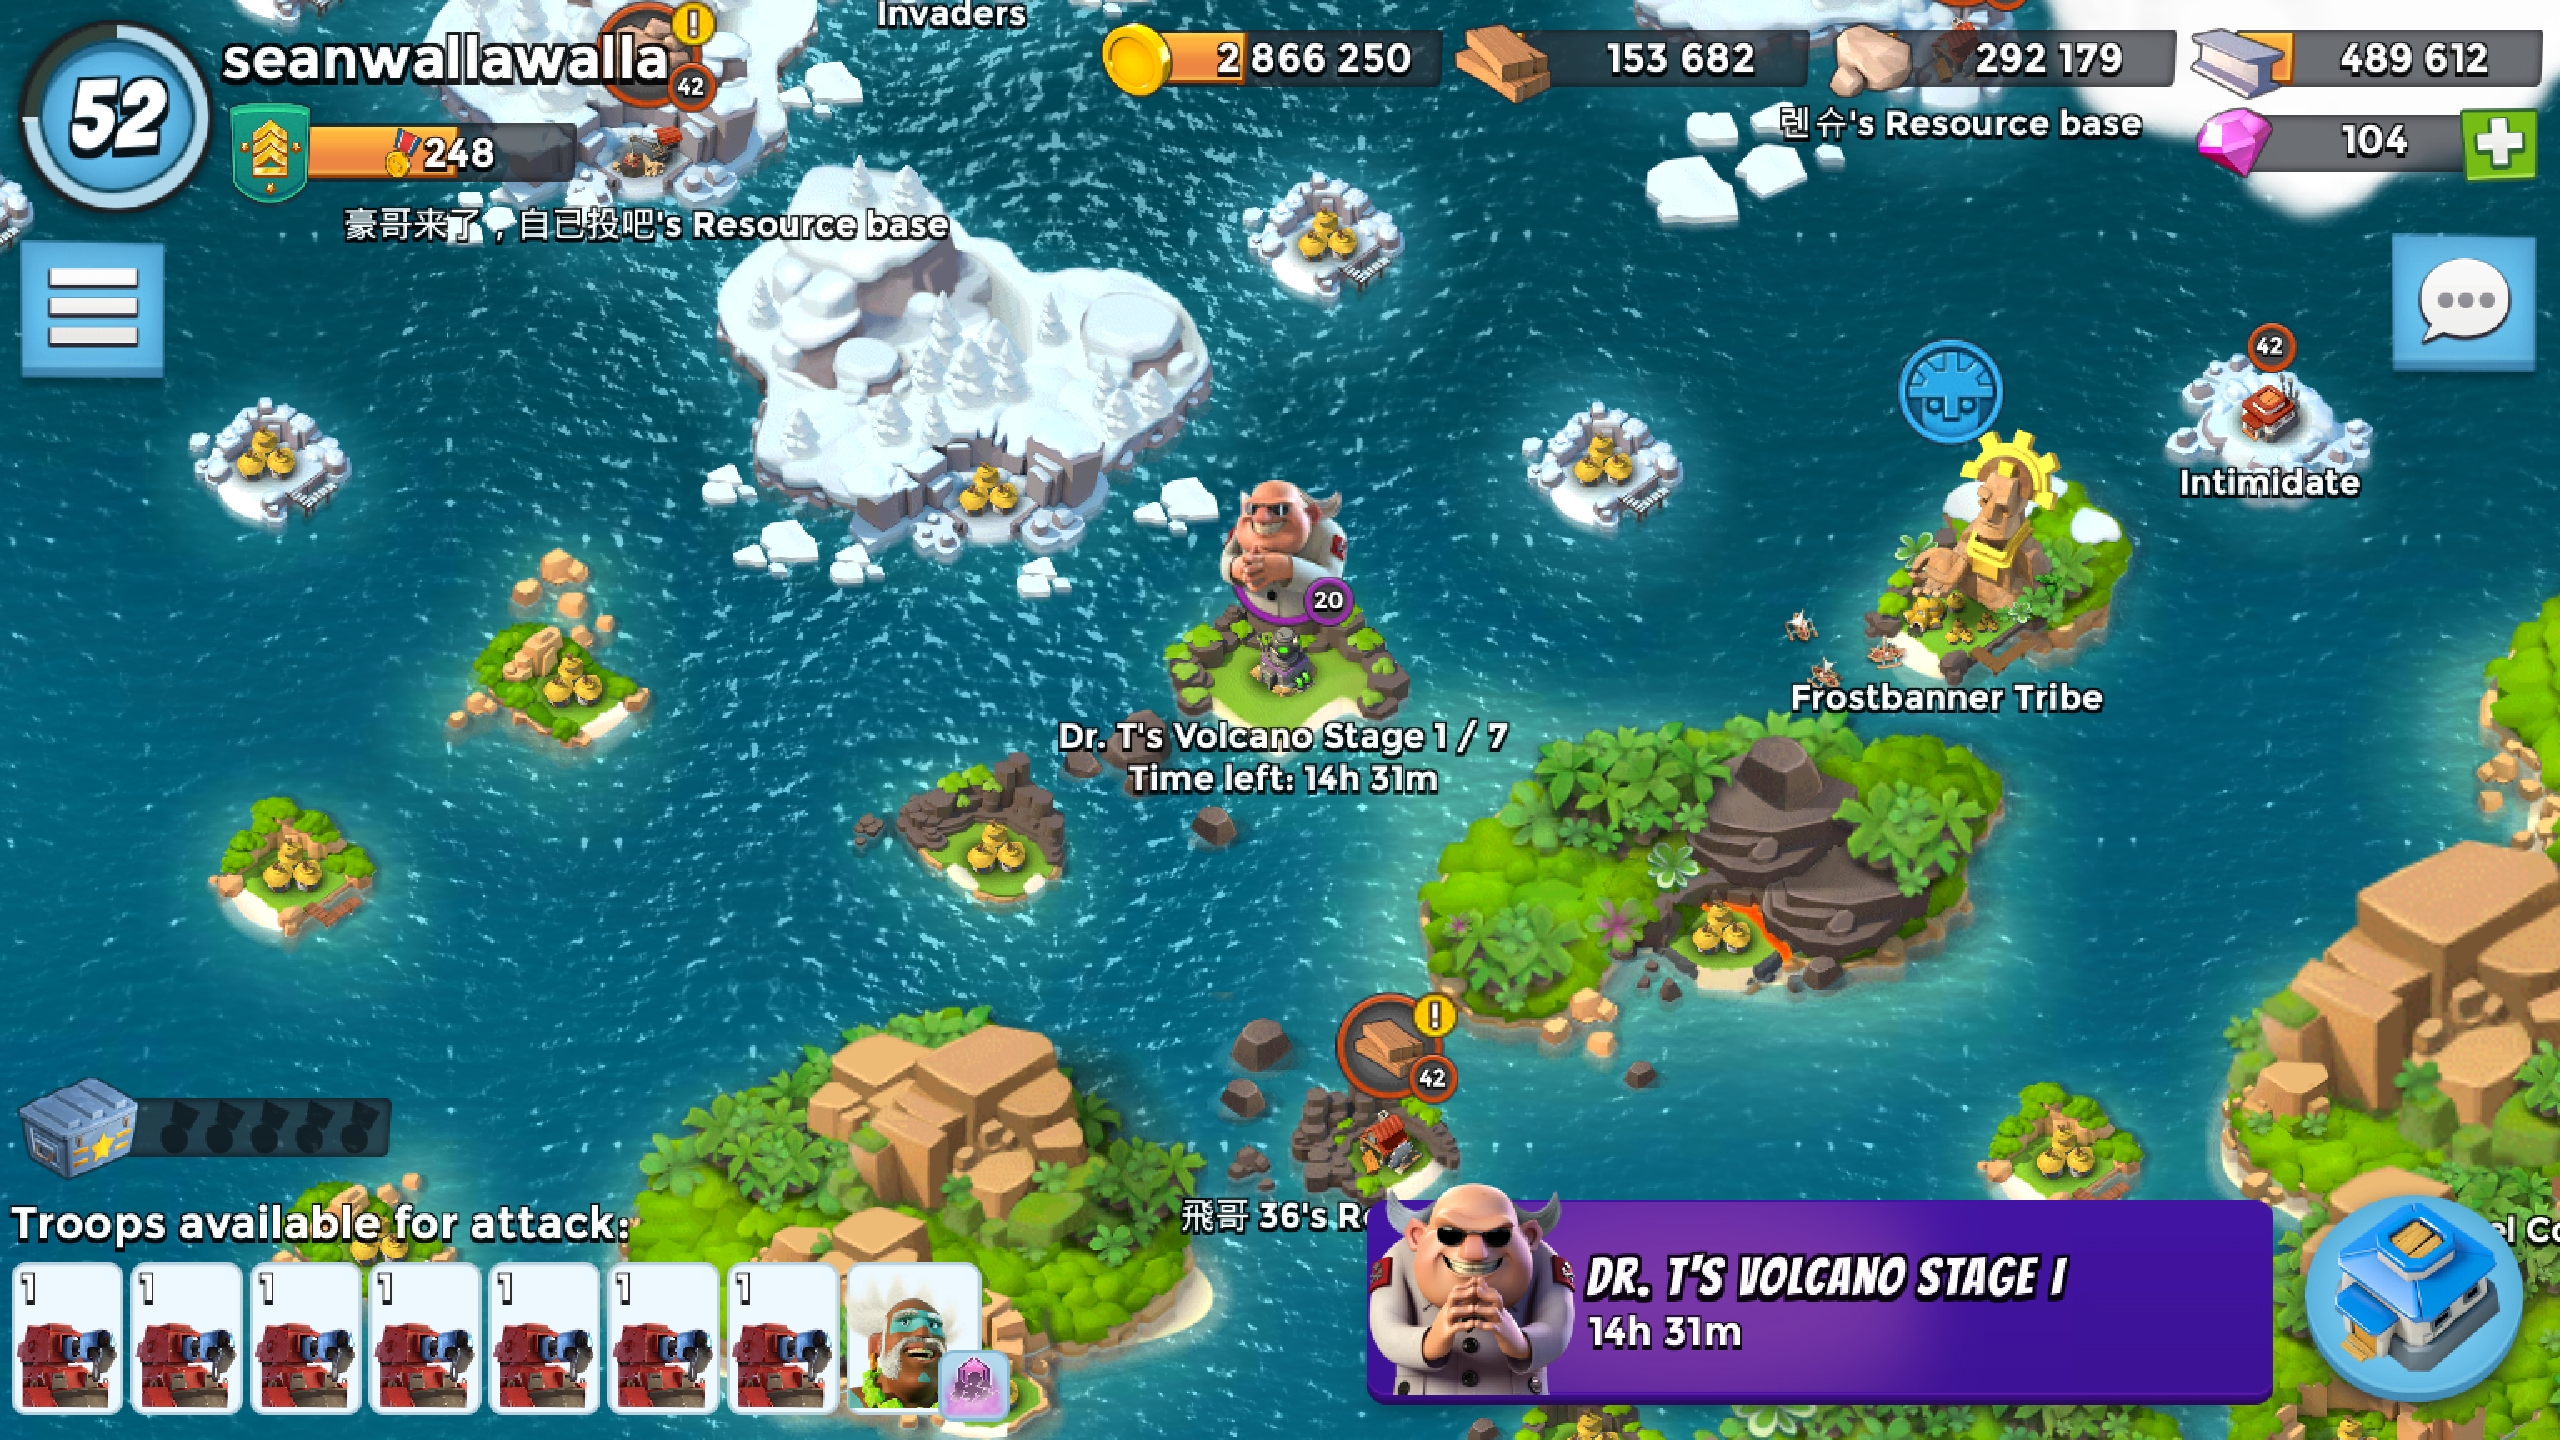 Invaders
52
seanwallawalla
42
2 866 250
153 682
292 179
489 612
248
렌슈's Resource base
104
豪哥来了，自已投吧's Resource base
42
Intimidate
20
Frostbanner Tribe
Dr. T's Volcano Stage 1 / 7
Time left: 14h 31m
!
42
飛哥 36's Re
Troops available for attack:
1 1 1 1 1 1 1
DR. T'S VOLCANO STAGE 1
14h 31m